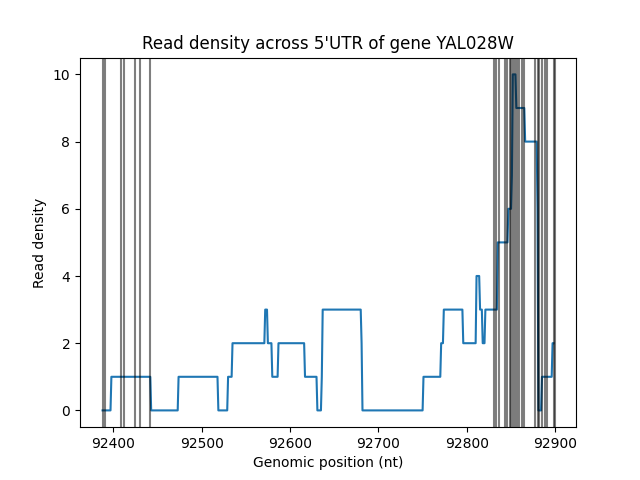 Read density across 5'UTR of gene YAL028W
10
8
6
4
2
0
Read density
92400 92500 92600 92700 92800 92900
Genomic position (nt)